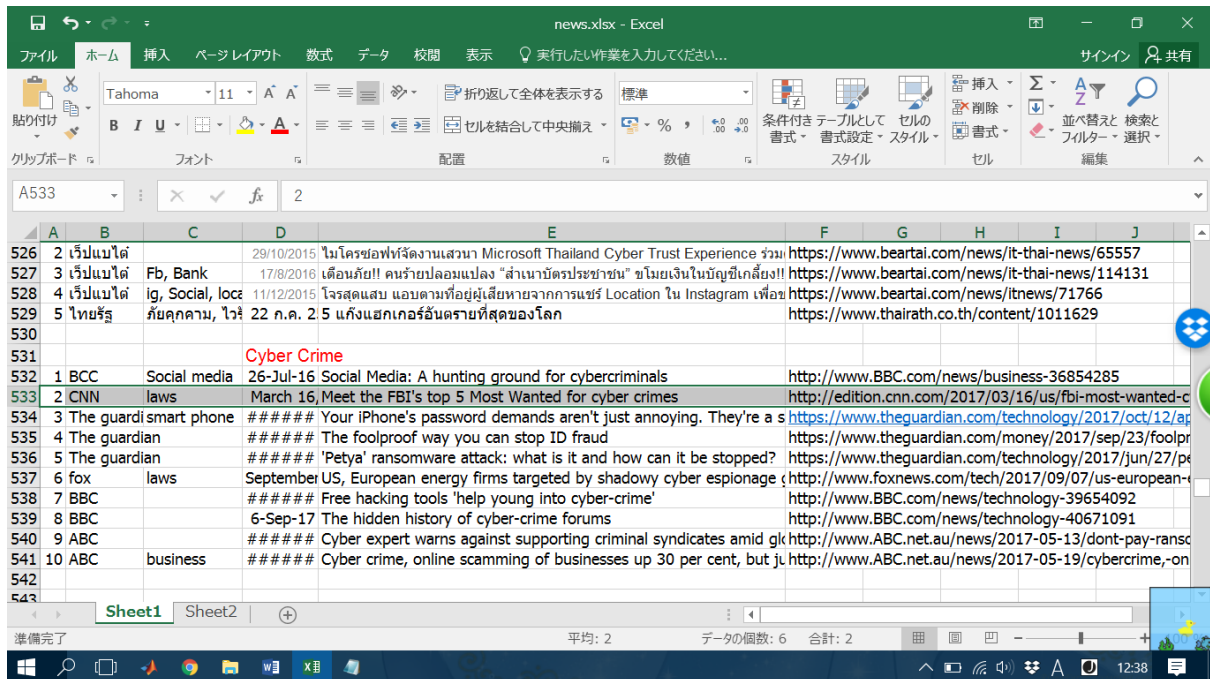 news.xlsx - Excel
ファイル ホーム 挿入 ページ レイアウト 数式 データ 校閲 表示 実行したい作業を入力してください... サインイン 共有
貼り付け
Tahoma 11 A A 折り返して全体を表示する 標準
B I U A セルを結合して中央揃え % , 条件付き書式 テーブルとして書式設定 セルのスタイル 挿入 削除 書式 並べ替えとフィルター 検索と選択
クリップボード フォント 配置 数値 スタイル セル 編集
A533 fx 2
A B C D E F G H I J
526 2 เว็ปแบไต๋ 29/10/2015 ไมโครซอฟท์จัดงานเสวนา Microsoft Thailand Cyber Trust Experience ร่วม https://www.beartai.com/news/it-thai-news/65557
527 3 เว็ปแบไต๋ Fb, Bank 17/8/2016 เตือนภัย!! คนร้ายปลอมแปลง “สำเนาบัตรประชาชน” ขโมยเงินในบัญชีเกลี้ยง!! https://www.beartai.com/news/it-thai-news/114131
528 4 เว็ปแบไต๋ ig, Social, loca 11/12/2015 โจรสุดแสบ แอบตามที่อยู่ผู้เสียหายจากการแชร์ Location ใน Instagram เพื่อข https://www.beartai.com/news/itnews/71766
529 5 ไทยรัฐ ภัยคุกคาม, ไวรั 22 ก.ค. 2 5 แก๊งแฮกเกอร์อันตรายที่สุดของโลก https://www.thairath.co.th/content/1011629
530
531 Cyber Crime
532 1 BCC Social media 26-Jul-16 Social Media: A hunting ground for cybercriminals http://www.BBC.com/news/business-36854285
533 2 CNN laws March 16, Meet the FBI's top 5 Most Wanted for cyber crimes http://edition.cnn.com/2017/03/16/us/fbi-most-wanted-c
534 3 The guardi smart phone ###### Your iPhone's password demands aren't just annoying. They're a s https://www.theguardian.com/technology/2017/oct/12/ap
535 4 The guardian ###### The foolproof way you can stop ID fraud https://www.theguardian.com/money/2017/sep/23/foolpr
536 5 The guardian ###### 'Petya' ransomware attack: what is it and how can it be stopped? https://www.theguardian.com/technology/2017/jun/27/pe
537 6 fox laws September US, European energy firms targeted by shadowy cyber espionage g http://www.foxnews.com/tech/2017/09/07/us-european-e
538 7 BBC ###### Free hacking tools 'help young into cyber-crime' http://www.BBC.com/news/technology-39654092
539 8 BBC 6-Sep-17 The hidden history of cyber-crime forums http://www.BBC.com/news/technology-40671091
540 9 ABC ###### Cyber expert warns against supporting criminal syndicates amid glo http://www.ABC.net.au/news/2017-05-13/dont-pay-ranso
541 10 ABC business ###### Cyber crime, online scamming of businesses up 30 per cent, but ju http://www.ABC.net.au/news/2017-05-19/cybercrime,-on
542
543
Sheet1 Sheet2
準備完了 平均: 2 データの個数: 6 合計: 2 100 %
A 12:38